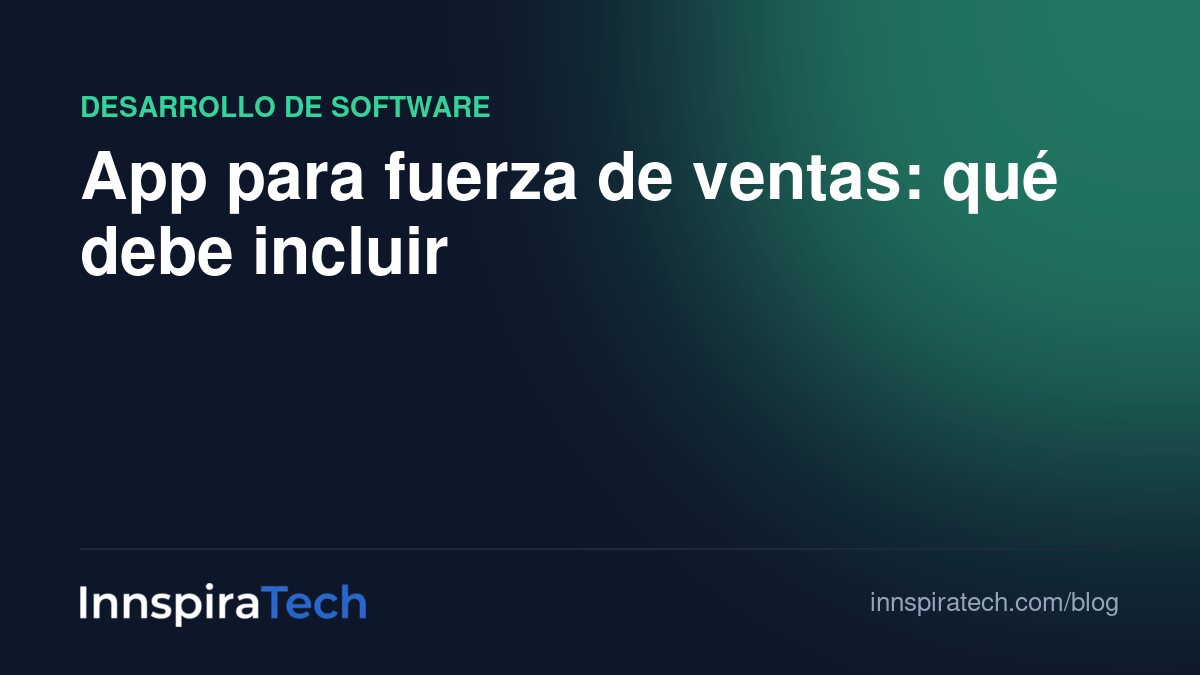 DESARROLLO DE SOFTWARE
App para fuerza de ventas: qué
debe incluir
InnspiraTech
innspiratech.com/blog